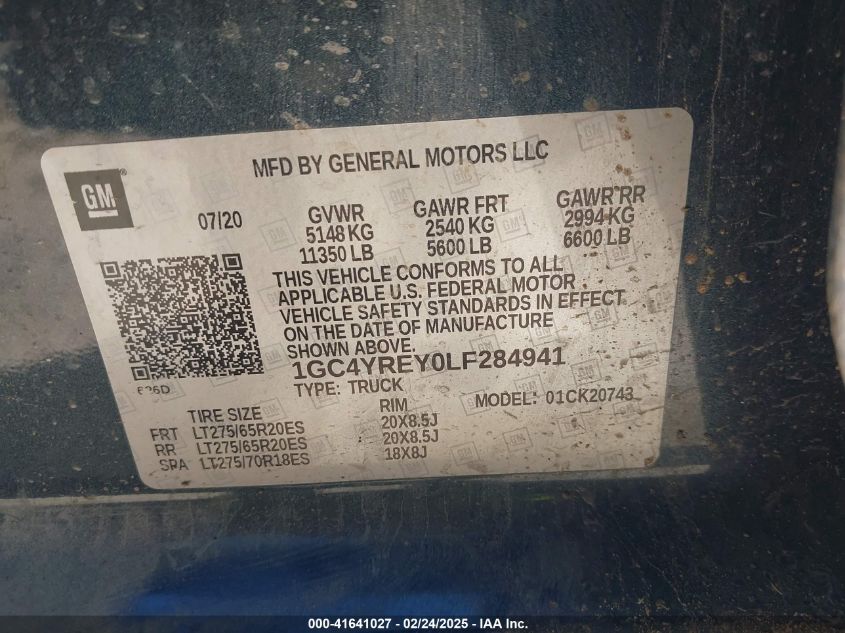 MFD BY GENERAL MOTORS LLC
GM
07/20
GVWR GAWR FRT GAWR RR
5148 KG 2540 KG 2994 KG
11350 LB 5600 LB 6600 LB
THIS VEHICLE CONFORMS TO ALL
APPLICABLE U.S. FEDERAL MOTOR
VEHICLE SAFETY STANDARDS IN EFFECT
ON THE DATE OF MANUFACTURE
SHOWN ABOVE.
1GC4YREY0LF284941
TYPE: TRUCK MODEL: 01CK20743
TIRE SIZE RIM
FRT LT275/65R20ES 20X8.5J
RR LT275/65R20ES 20X8.5J
SPA LT275/70R18ES 18X8J
000-41641027 - 02/24/2025 - IAA Inc.